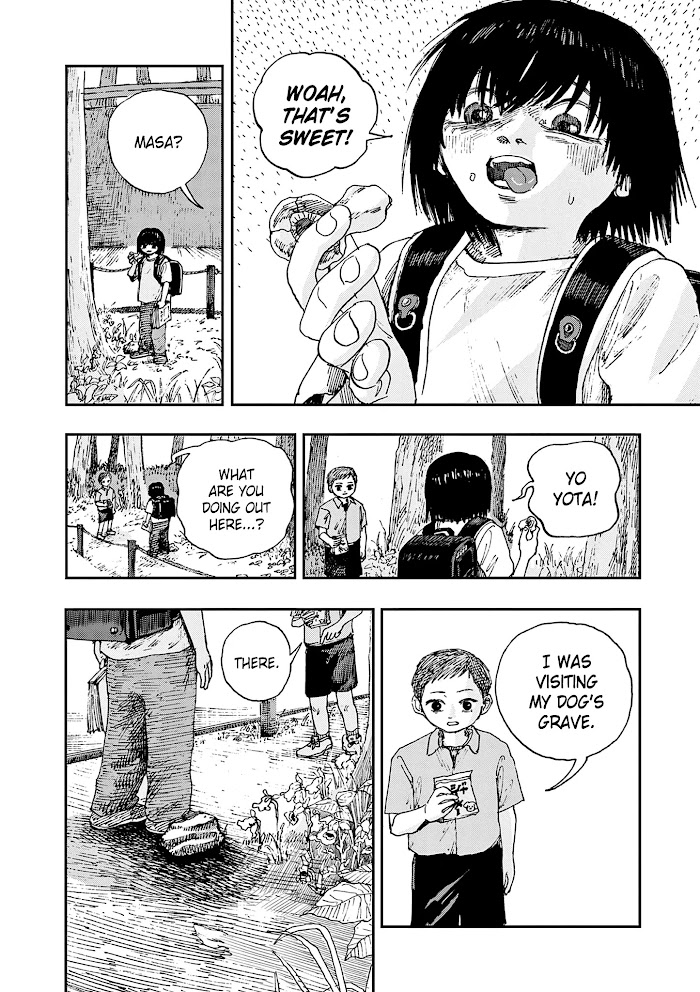 WOAH,
THAT'S
SWEET!
MASA?
YO
YOTA!
WHAT
ARE YOU
DOING OUT
HERE...?
I WAS
VISITING
MY DOG'S
GRAVE.
THERE.